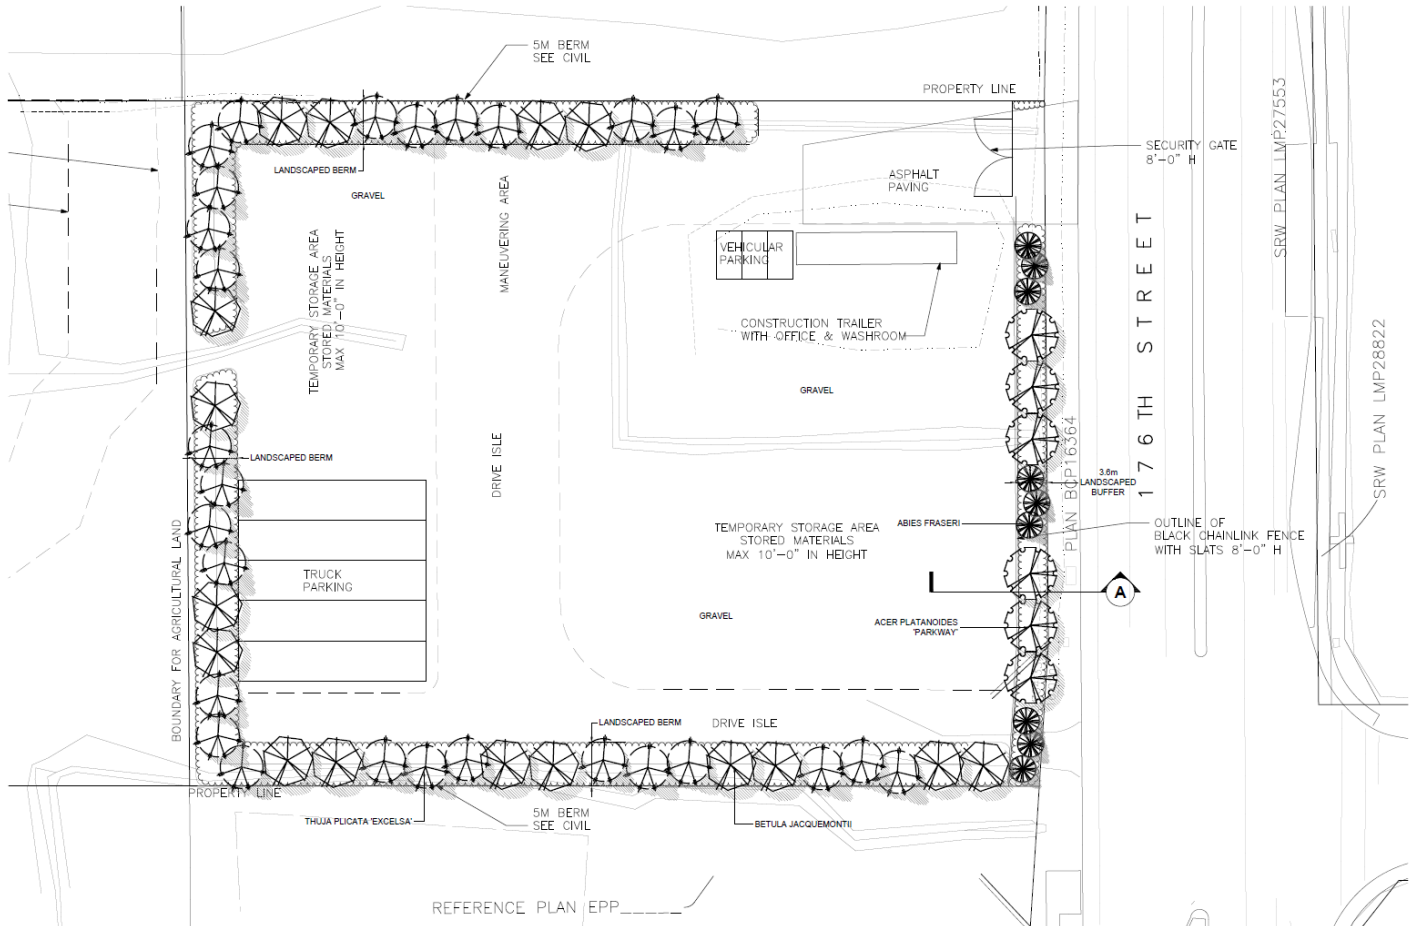 5M BERM
SEE CIVIL
PROPERTY LINE
SECURITY GATE
8'-0" H
SRW PLAN LMP27553
LANDSCAPED BERM
GRAVEL
ASPHALT
PAVING
MANEUVERING AREA
TEMPORARY STORAGE AREA
STORED MATERIALS
MAX 10'-0" IN HEIGHT
VEHICULAR
PARKING
CONSTRUCTION TRAILER
WITH OFFICE & WASHROOM
176TH STREET
SRW PLAN LMP28822
GRAVEL
PLAN BCP16364
LANDSCAPED BERM
DRIVE ISLE
3.6m
LANDSCAPED
BUFFER
TEMPORARY STORAGE AREA
STORED MATERIALS
MAX 10'-0" IN HEIGHT
ABIES FRASERI
OUTLINE OF
BLACK CHAINLINK FENCE
WITH SLATS 8'-0" H
BOUNDARY FOR AGRICULTURAL LAND
TRUCK
PARKING
A
GRAVEL
ACER PLATANOIDES
'PARKWAY'
LANDSCAPED BERM
DRIVE ISLE
PROPERTY LINE
THUJA PLICATA 'EXCELSA'
5M BERM
SEE CIVIL
BETULA JACQUEMONTII
REFERENCE PLAN EPP______